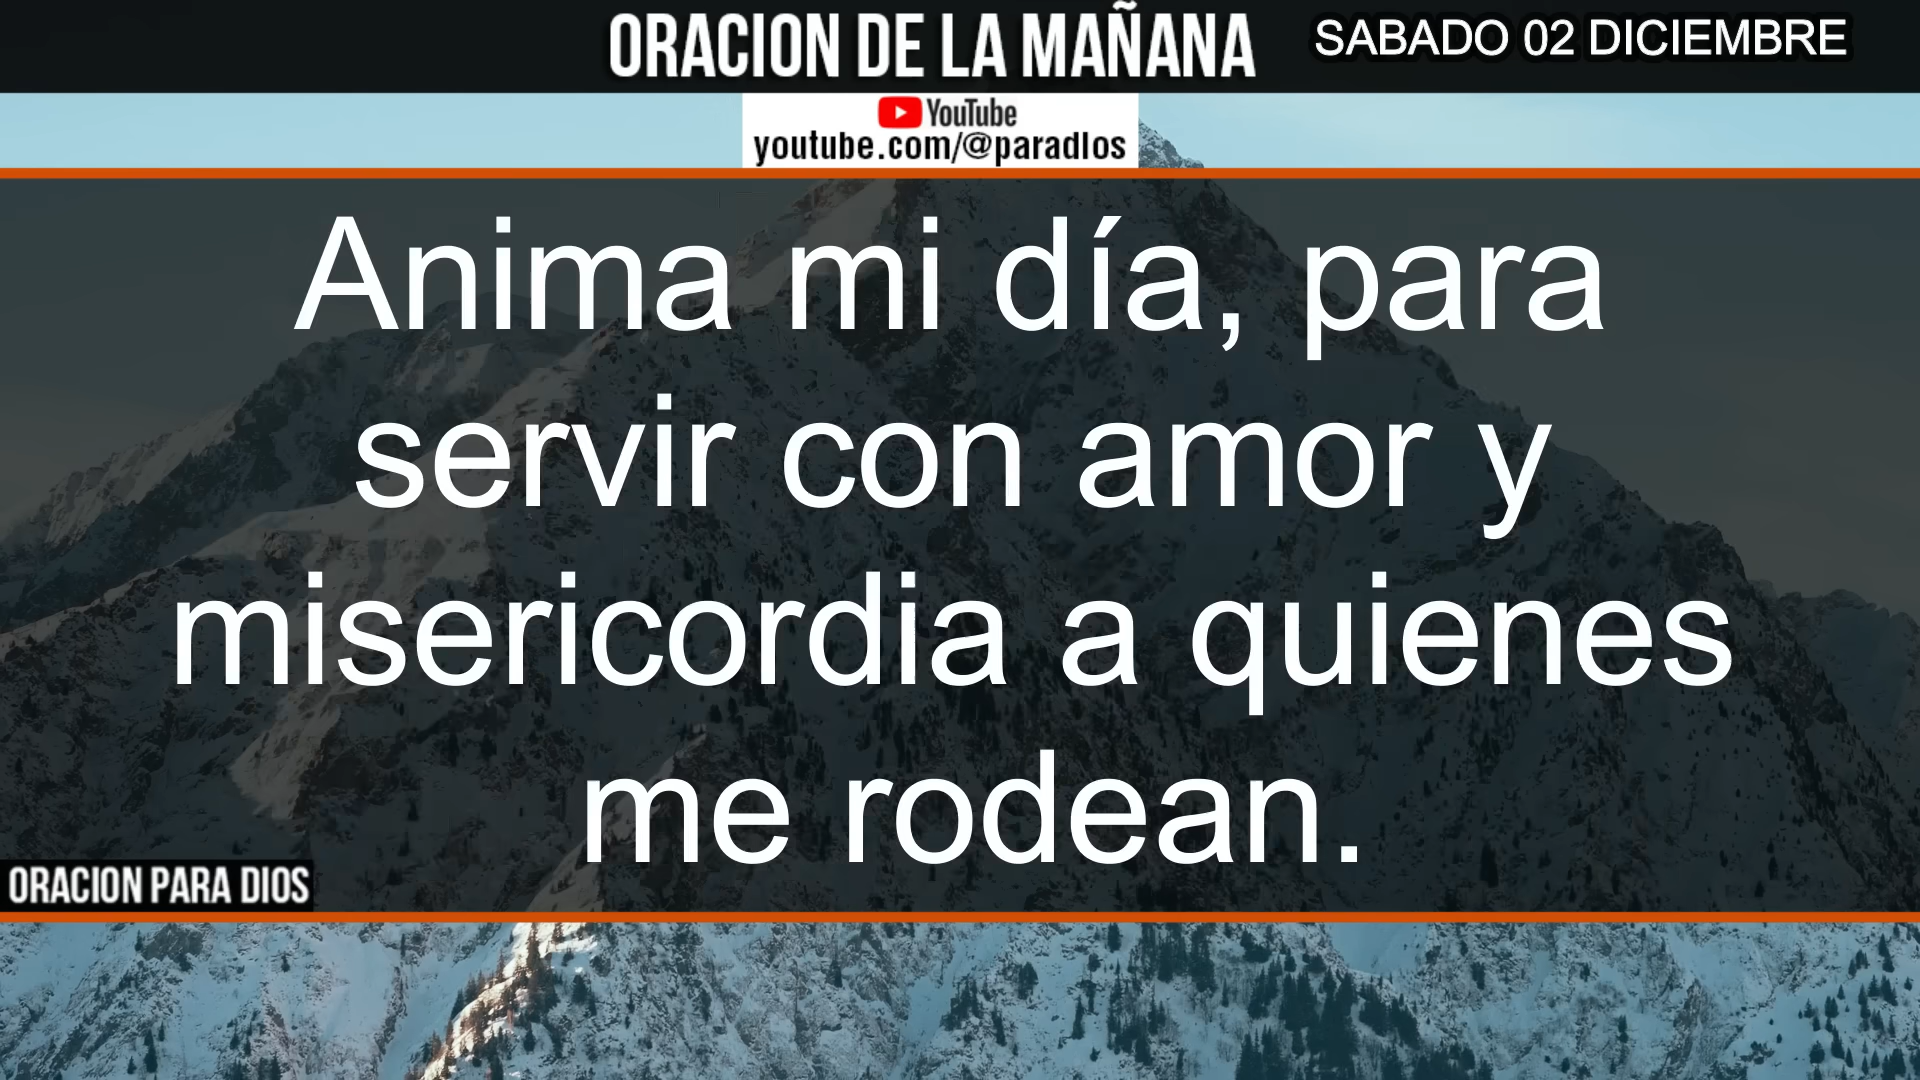 ORACION DE LA MAÑANA
SABADO 02 DICIEMBRE
YouTube
youtube.com/@paradIos
Anima mi día, para
servir con amor y
misericordia a quienes
me rodean.
ORACION PARA DIOS